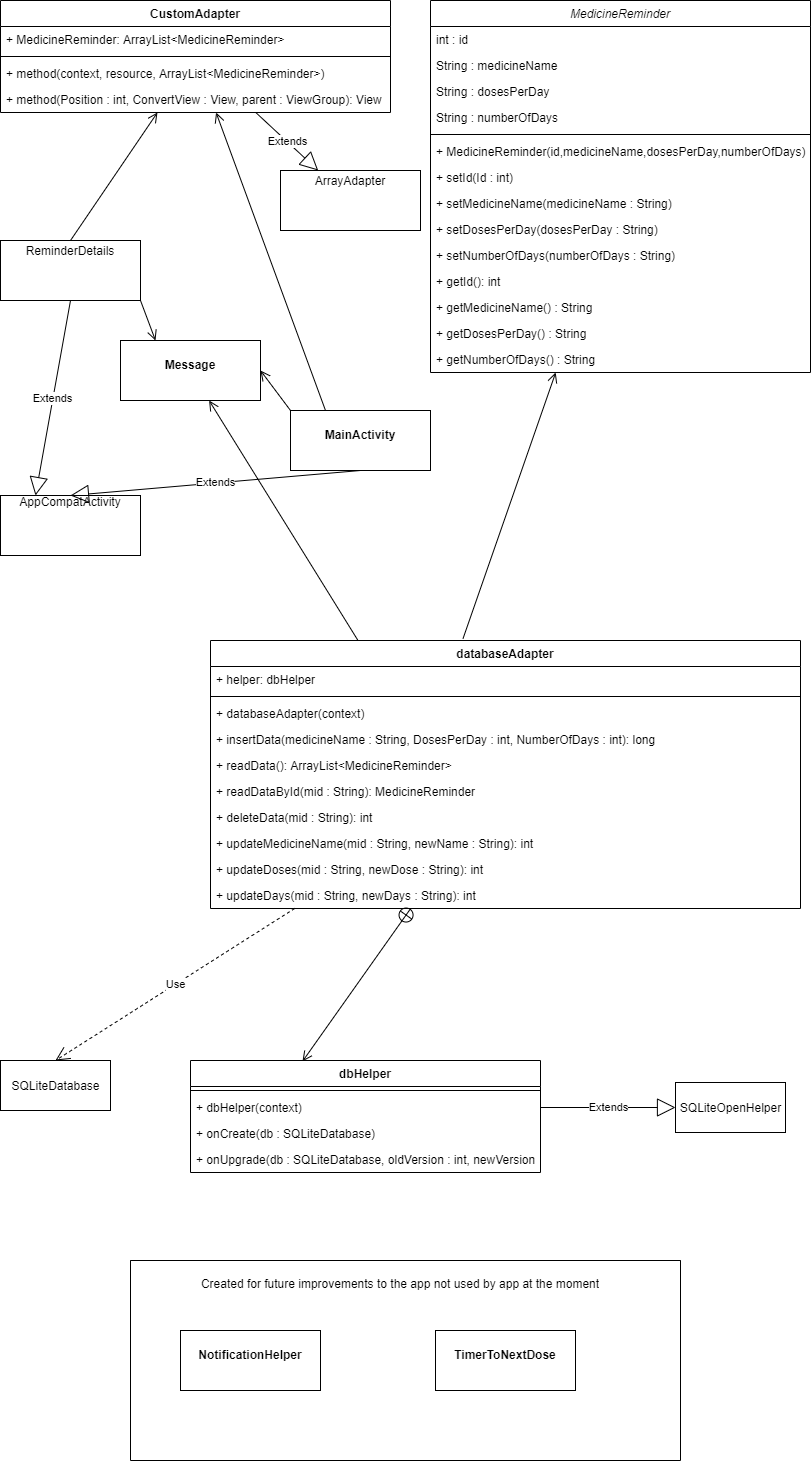 CustomAdapter
+ MedicineReminder: ArrayList<MedicineReminder>
+ method(context, resource, ArrayList<MedicineReminder>)
+ method(Position : int, ConvertView : View, parent : ViewGroup): View
MedicineReminder
int : id
String : medicineName
String : dosesPerDay
String : numberOfDays
+ MedicineReminder(id,medicineName,dosesPerDay,numberOfDays)
+ setId(Id : int)
+ setMedicineName(medicineName : String)
+ setDosesPerDay(dosesPerDay : String)
+ setNumberOfDays(numberOfDays : String)
+ getId(): int
+ getMedicineName() : String
+ getDosesPerDay() : String
+ getNumberOfDays() : String
Extends
ArrayAdapter
ReminderDetails
Message
Extends
MainActivity
Extends
AppCompatActivity
databaseAdapter
+ helper: dbHelper
+ databaseAdapter(context)
+ insertData(medicineName : String, DosesPerDay : int, NumberOfDays : int): long
+ readData(): ArrayList<MedicineReminder>
+ readDataById(mid : String): MedicineReminder
+ deleteData(mid : String): int
+ updateMedicineName(mid : String, newName : String): int
+ updateDoses(mid : String, newDose : String): int
+ updateDays(mid : String, newDays : String): int
Use
SQLiteDatabase
dbHelper
+ dbHelper(context)
+ onCreate(db : SQLiteDatabase)
+ onUpgrade(db : SQLiteDatabase, oldVersion : int, newVersion
Extends
SQLiteOpenHelper
Created for future improvements to the app not used by app at the moment
NotificationHelper
TimerToNextDose